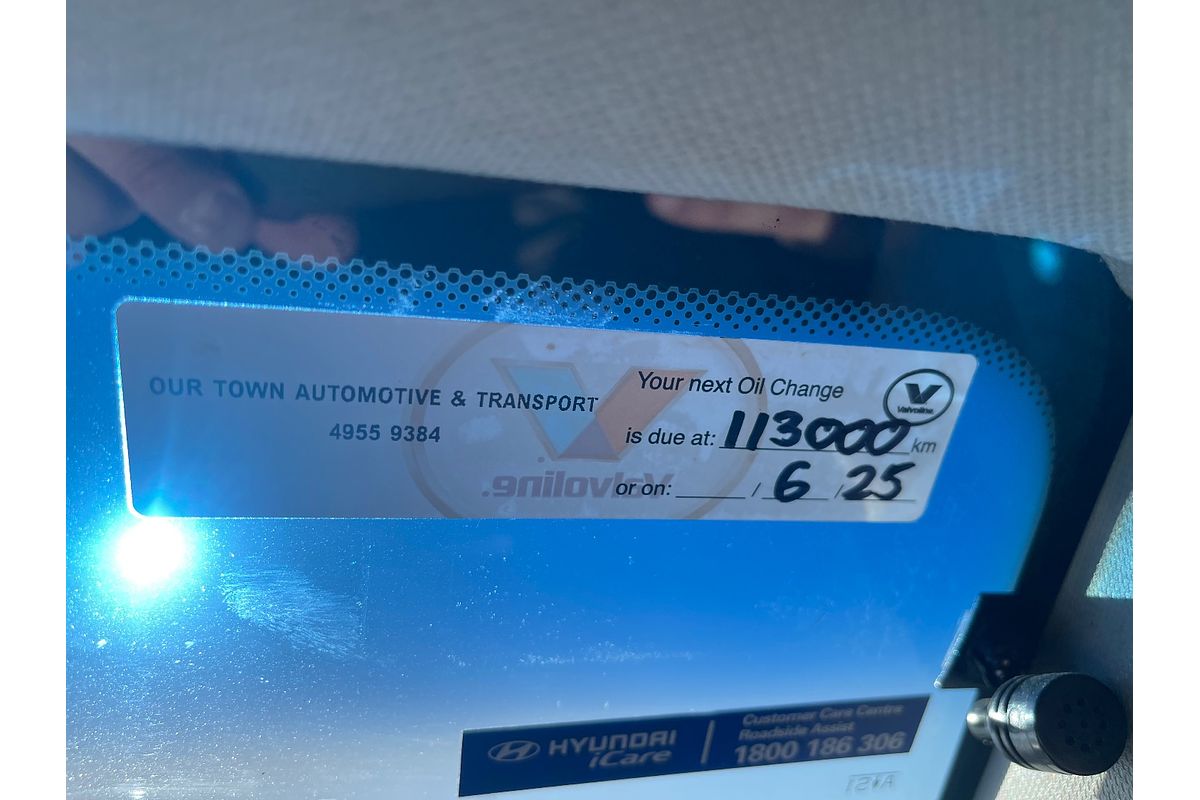 OUR TOWN AUTOMOTIVE & TRANSPORT
4955 9384
Your next Oil Change
is due at: 113000 km
or on: / 6 / 25
Valvoline
Valvoline.
HYUNDAI
iCare
Customer Care Centre
Roadside Assist
1800 186 306